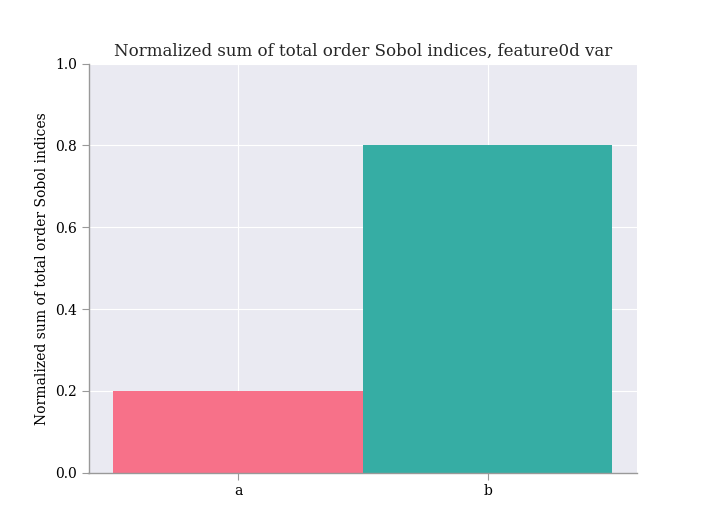 Normalized sum of total order Sobol indices, feature0d var
Normalized sum of total order Sobol indices
1.0
0.8
0.6
0.4
0.2
0.0
a b